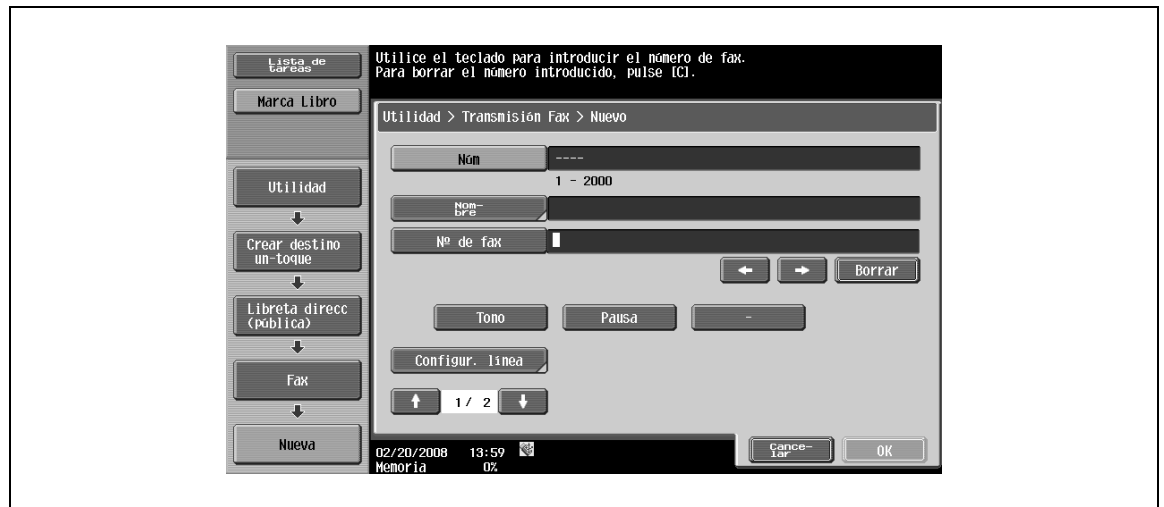 Lista de
tareas
Marca Libro
Utilidad
Crear destino
un-toque
Libreta direcc
(pública)
Fax
Nueva
Utilice el teclado para introducir el número de fax.
Para borrar el número introducido, pulse [C].
Utilidad > Transmisión Fax > Nuevo
Núm ----
1 - 2000
Nom-
bre
Nº de fax
← → Borrar
Tono Pausa -
Configur. línea
↑ 1/ 2 ↓
02/20/2008 13:59
Memoria 0%
Cance-
lar
OK